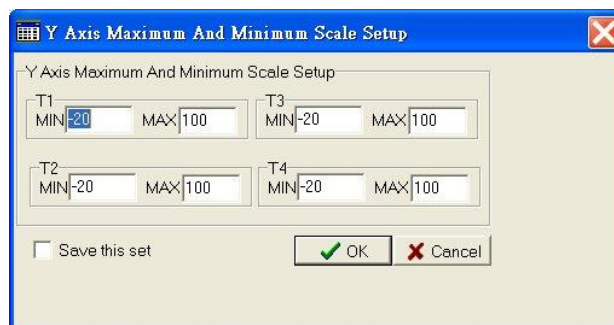 Y Axis Maximum And Minimum Scale Setup
Y Axis Maximum And Minimum Scale Setup
T1
MIN -20 MAX 100
T3
MIN -20 MAX 100
T2
MIN -20 MAX 100
T4
MIN -20 MAX 100
Save this set
OK
Cancel